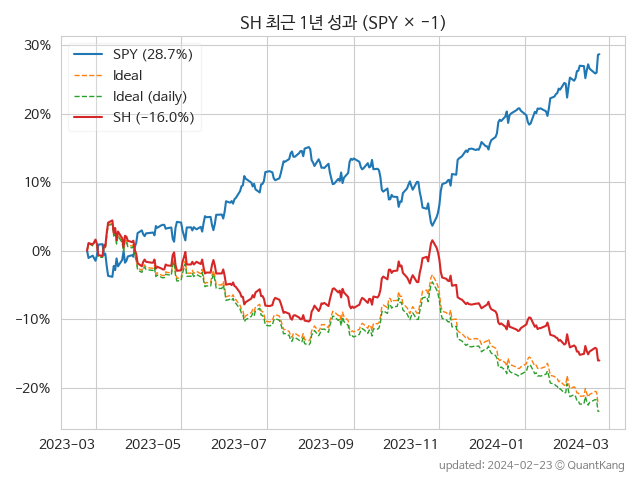 SH 최근 1년 성과 (SPY × −1)
SPY (28.7%)
Ideal
Ideal (daily)
SH (−16.0%)
30%
20%
10%
0%
−10%
−20%
2023-03
2023-05
2023-07
2023-09
2023-11
2024-01
2024-03
updated: 2024-02-23 ⓒ QuantKang